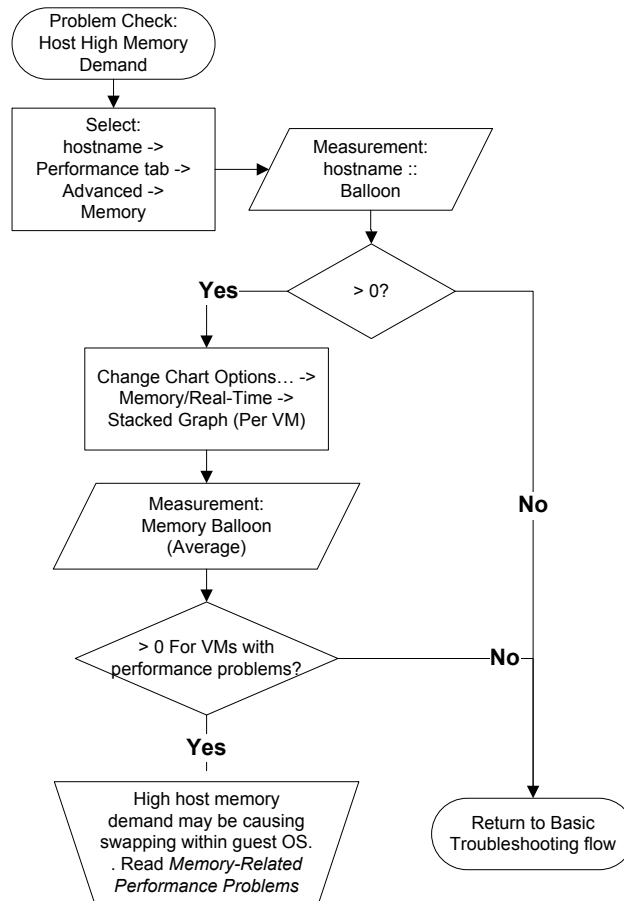 Problem Check:
Host High Memory
Demand
Select:
hostname ->
Performance tab ->
Advanced ->
Memory
Measurement:
hostname ::
Balloon
> 0?
Yes
Change Chart Options… ->
Memory/Real-Time ->
Stacked Graph (Per VM)
No
Measurement:
Memory Balloon
(Average)
> 0 For VMs with
performance problems?
No
Yes
High host memory
demand may be causing
swapping within guest OS.
. Read Memory-Related
Performance Problems
Return to Basic
Troubleshooting flow